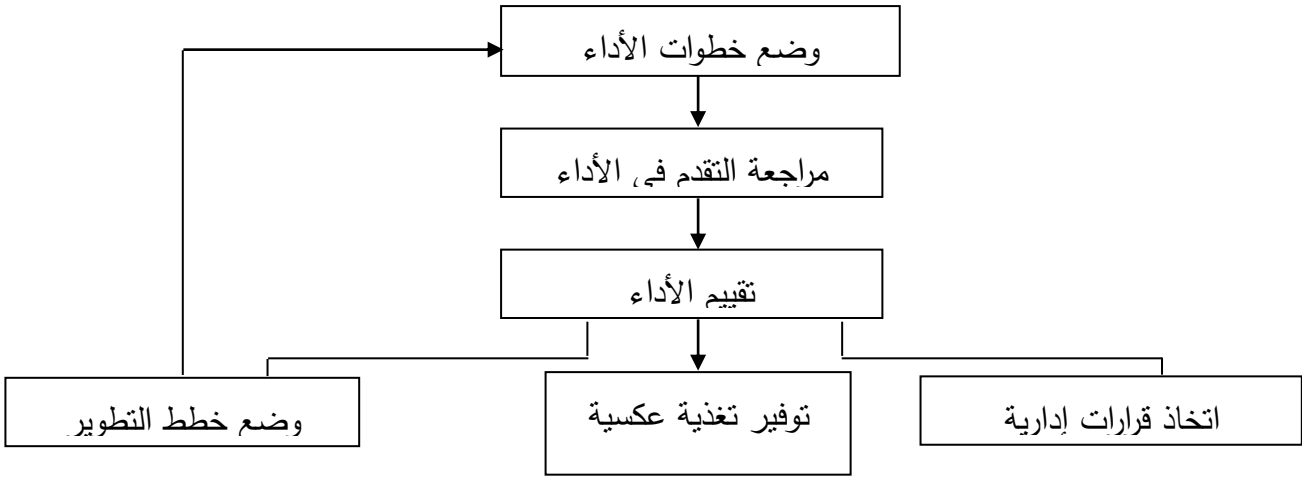 وضع خطوات الأداء
مراجعة التقدم في الأداء
تقييم الأداء
اتخاذ قرارات إدارية
توفير تغذية عكسية
وضع خطط التطوير